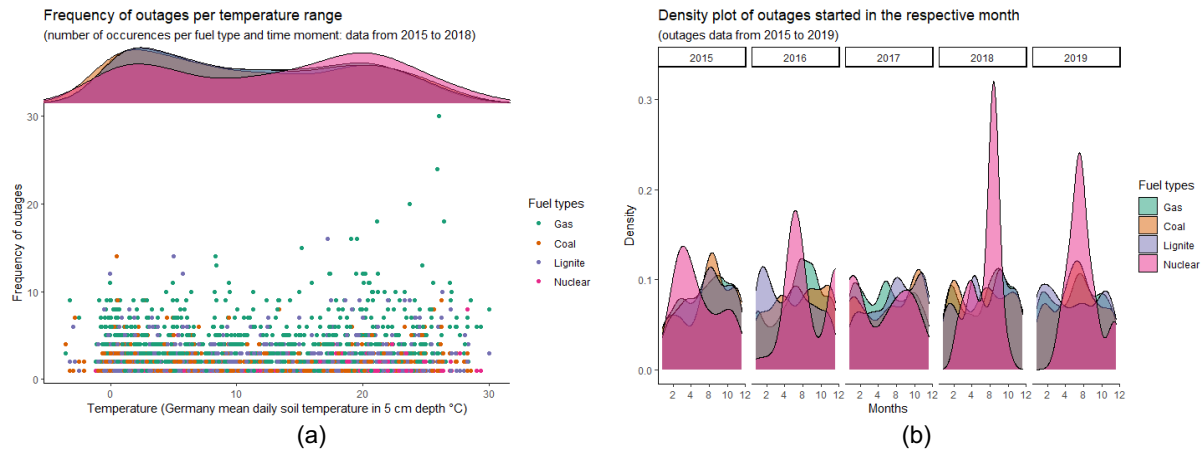 Frequency of outages per temperature range
(number of occurences per fuel type and time moment: data from 2015 to 2018)
30
20
10
0
Frequency of outages
0 10 20 30
Temperature (Germany mean daily soil temperature in 5 cm depth °C)
Fuel types
Gas
Coal
Lignite
Nuclear
(a)
Density plot of outages started in the respective month
(outages data from 2015 to 2019)
2015 2016 2017 2018 2019
0.3
0.2
0.1
0.0
Density
2 4 6 8 10 12 2 4 6 8 10 12 2 4 6 8 10 12 2 4 6 8 10 12 2 4 6 8 10 12
Months
Fuel types
Gas
Coal
Lignite
Nuclear
(b)